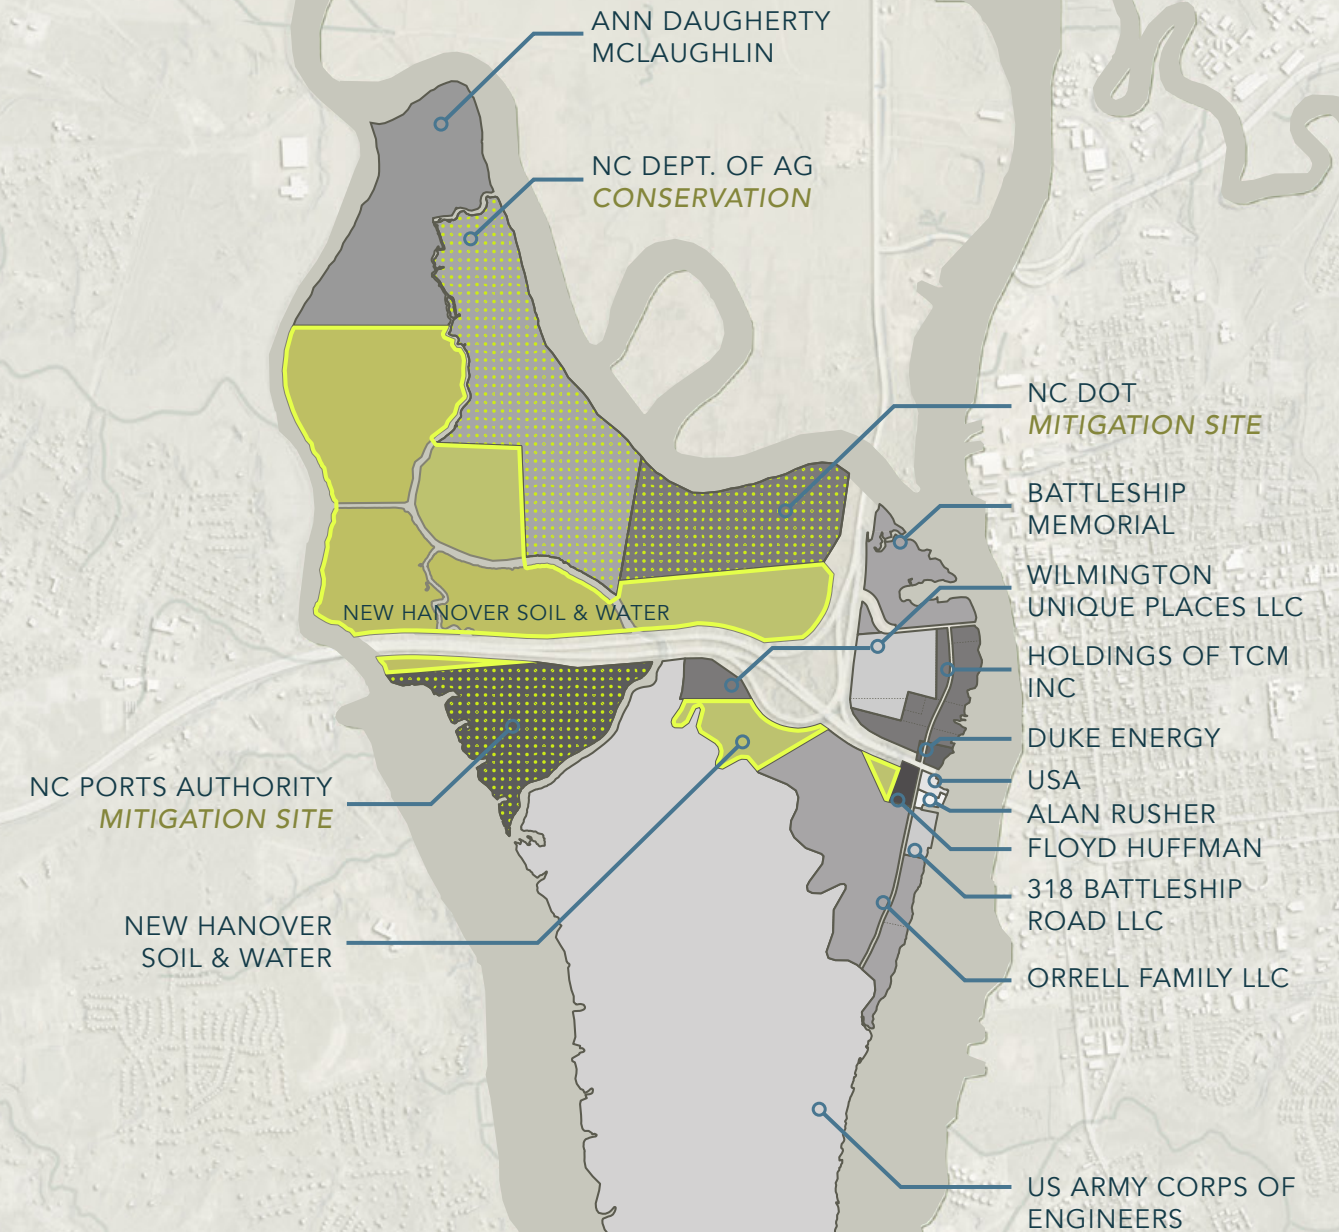 ANN DAUGHERTY
MCLAUGHLIN
NC DEPT. OF AG
CONSERVATION
NC DOT
MITIGATION SITE
BATTLESHIP
MEMORIAL
WILMINGTON
UNIQUE PLACES LLC
NEW HANOVER SOIL & WATER
HOLDINGS OF TCM
INC
DUKE ENERGY
USA
NC PORTS AUTHORITY
MITIGATION SITE
ALAN RUSHER
FLOYD HUFFMAN
318 BATTLESHIP
ROAD LLC
NEW HANOVER
SOIL & WATER
ORRELL FAMILY LLC
US ARMY CORPS OF
ENGINEERS